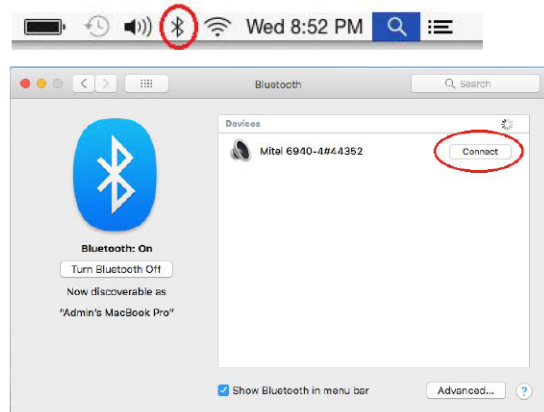 Wed 8:52 PM
Bluetooth
Search
Devices
Mitel 6940-4#44352
Connect
Bluetooth: On
Turn Bluetooth Off
Now discoverable as
"Admin's MacBook Pro"
Show Bluetooth in menu bar
Advanced...
?